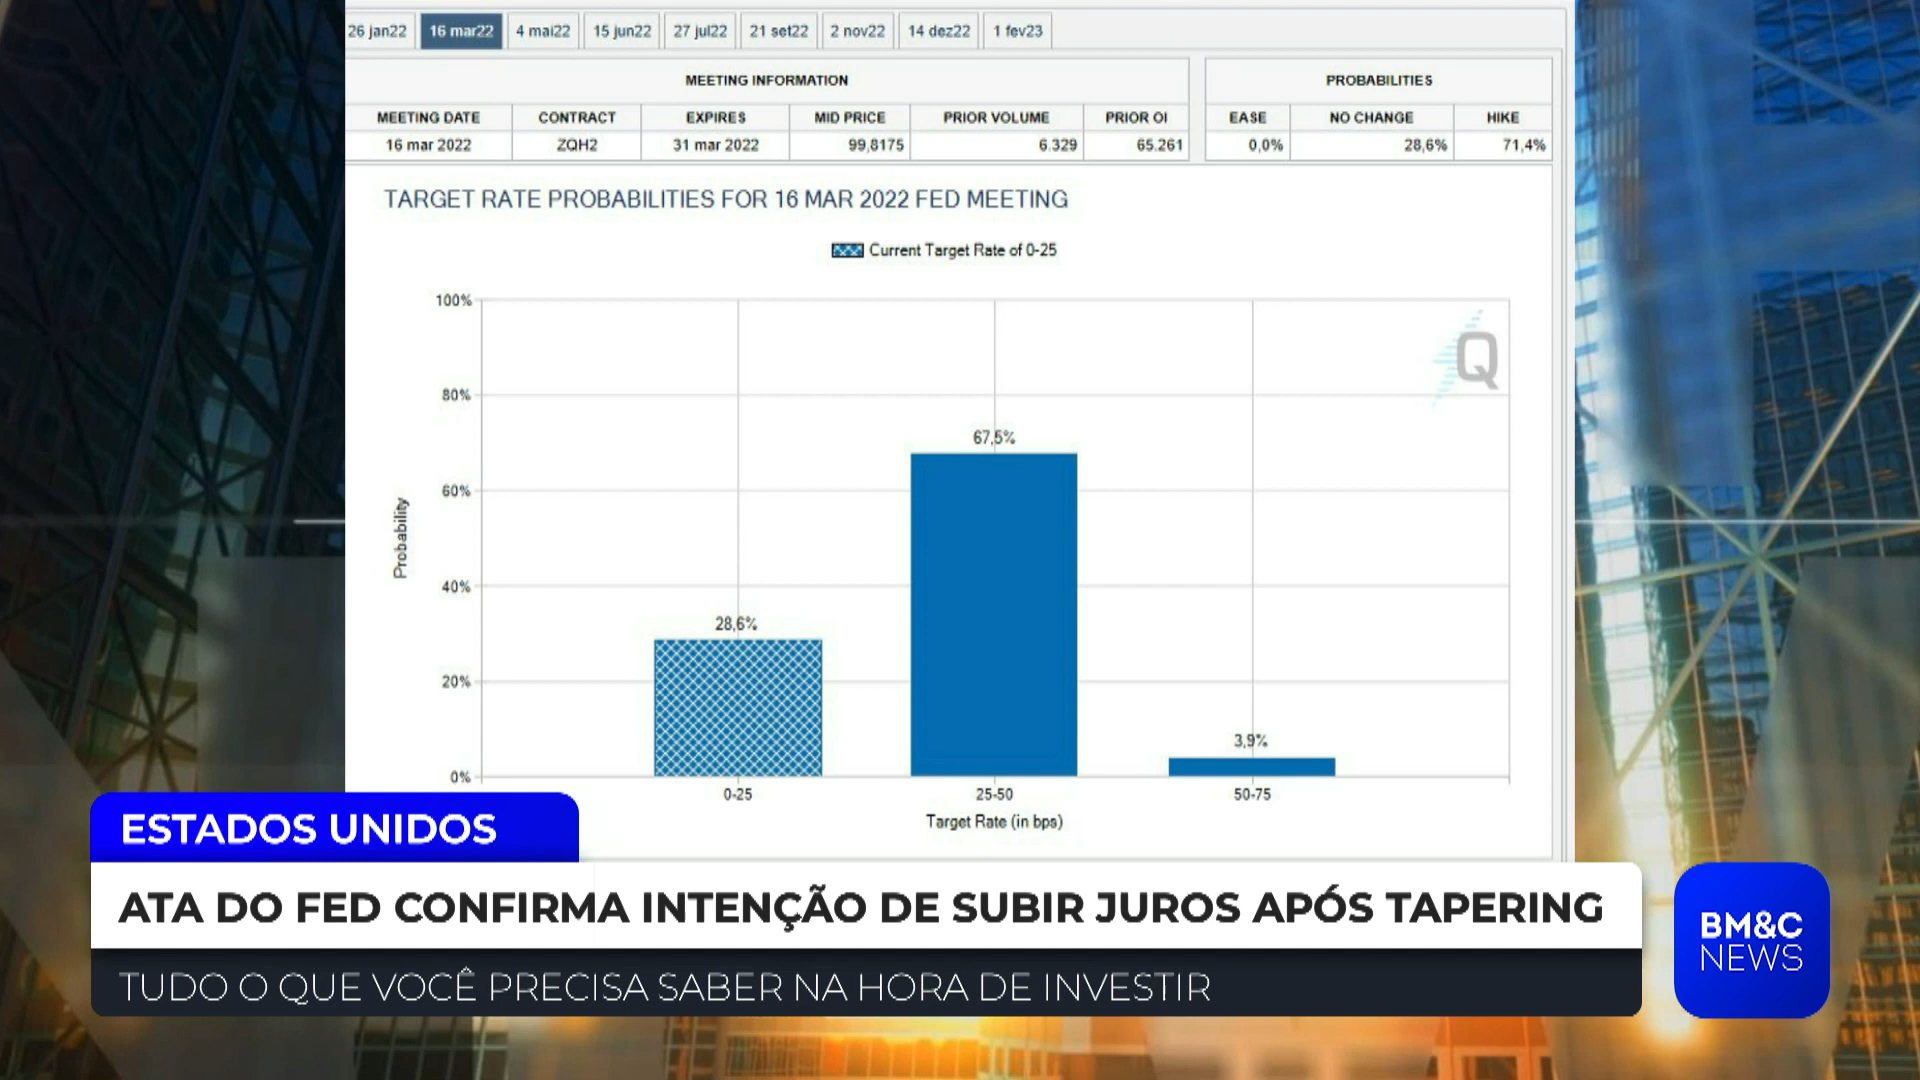 26 jan22 16 mar22 4 mai22 15 jun22 27 jul22 21 set22 2 nov22 14 dez22 1 fev23
MEETING INFORMATION PROBABILITIES
MEETING DATE CONTRACT EXPIRES MID PRICE PRIOR VOLUME PRIOR OI EASE NO CHANGE HIKE
16 mar 2022 ZQH2 31 mar 2022 99,8175 6.329 65.261 0,0% 28,6% 71,4%
TARGET RATE PROBABILITIES FOR 16 MAR 2022 FED MEETING
Current Target Rate of 0-25
100%
80%
60%
40%
20%
0%
Probability
Q
28,6%
67,5%
3,9%
0-25 25-50 50-75
Target Rate (in bps)
ESTADOS UNIDOS
ATA DO FED CONFIRMA INTENÇÃO DE SUBIR JUROS APÓS TAPERING
TUDO O QUE VOCÊ PRECISA SABER NA HORA DE INVESTIR
BM&C
NEWS